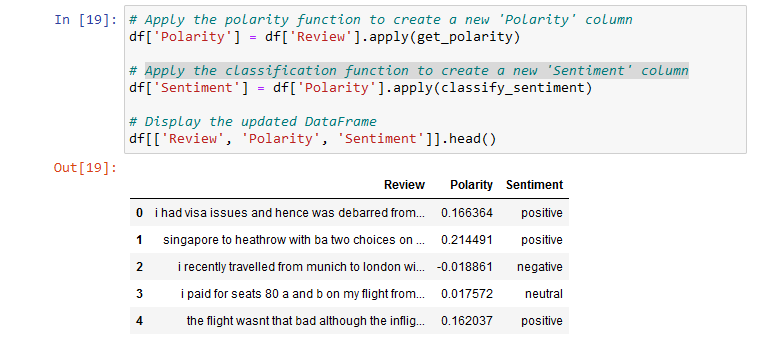 In [19]: # Apply the polarity function to create a new 'Polarity' column
df['Polarity'] = df['Review'].apply(get_polarity)
# Apply the classification function to create a new 'Sentiment' column
df['Sentiment'] = df['Polarity'].apply(classify_sentiment)
# Display the updated DataFrame
df[['Review', 'Polarity', 'Sentiment']].head()
Out[19]:
Review Polarity Sentiment
0 i had visa issues and hence was debarred from... 0.166364 positive
1 singapore to heathrow with ba two choices on ... 0.214491 positive
2 i recently travelled from munich to london wi... -0.018861 negative
3 i paid for seats 80 a and b on my flight from... 0.017572 neutral
4 the flight wasnt that bad although the inflig... 0.162037 positive